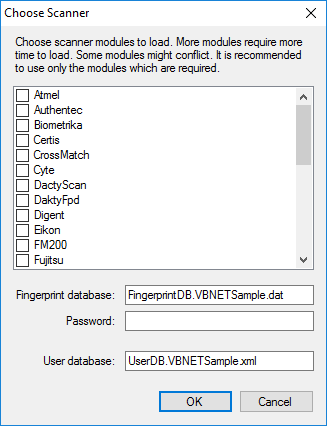 Choose Scanner
Choose scanner modules to load. More modules require more
time to load. Some modules might conflict. It is recommended
to use only the modules which are required.
Atmel
Authentec
Biometrika
Certis
CrossMatch
Cyte
DactyScan
DaktyFpd
Digent
Eikon
FM200
Fujitsu
Fingerprint database: FingerprintDB.VBNETSample.dat
Password:
User database: UserDB.VBNETSample.xml
OK Cancel